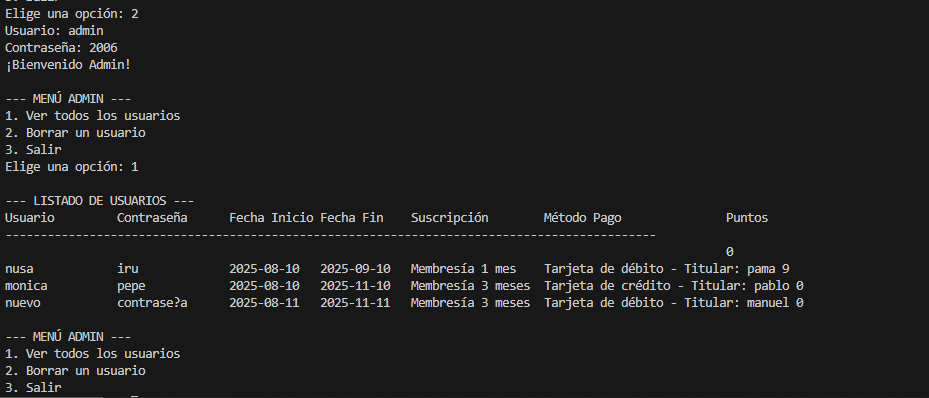 Elige una opción: 2
Usuario: admin
Contraseña: 2006
¡Bienvenido Admin!
--- MENÚ ADMIN ---
1. Ver todos los usuarios
2. Borrar un usuario
3. Salir
Elige una opción: 1
--- LISTADO DE USUARIOS ---
Usuario Contraseña Fecha Inicio Fecha Fin Suscripción Método Pago Puntos
---------------------------------------------------------------------------------------------
0
nusa iru 2025-08-10 2025-09-10 Membresía 1 mes Tarjeta de débito - Titular: pama 9
monica pepe 2025-08-10 2025-11-10 Membresía 3 meses Tarjeta de crédito - Titular: pablo 0
nuevo contrase?a 2025-08-11 2025-11-11 Membresía 3 meses Tarjeta de débito - Titular: manuel 0
--- MENÚ ADMIN ---
1. Ver todos los usuarios
2. Borrar un usuario
3. Salir